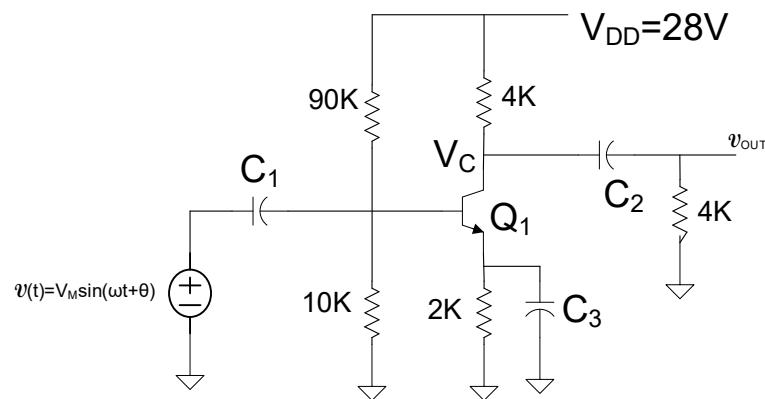 V_DD=28V
90K
4K
V_C
v_OUT
C_1
C_2
Q_1
4K
v(t)=V_M sin(ωt+θ)
10K
2K
C_3